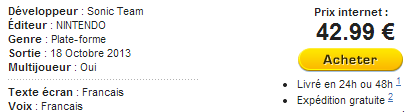 Développeur : Sonic Team
Éditeur : NINTENDO
Genre : Plate-forme
Sortie : 18 Octobre 2013
Multijoueur : Oui
Texte écran : Francais
Voix : Francais
Prix internet :
42.99 €
Acheter
• Livré en 24h ou 48h 1
• Expédition gratuite 2